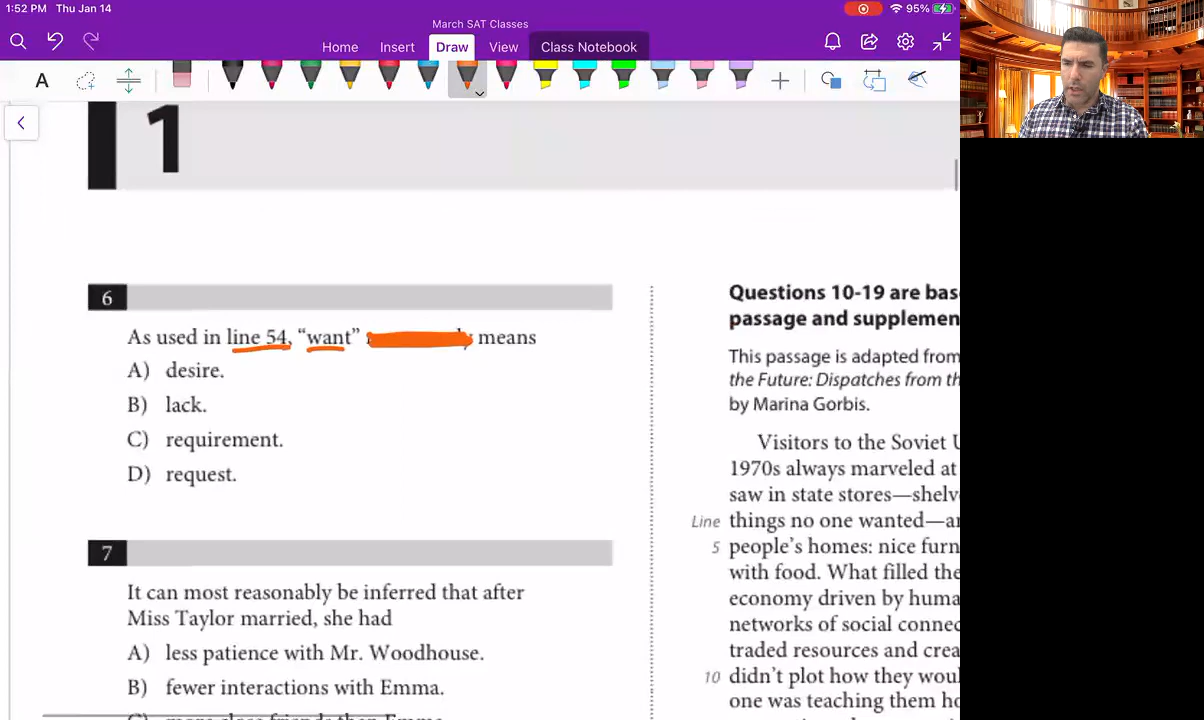 1:52 PM Thu Jan 14
95%
March SAT Classes
Home Insert Draw View Class Notebook
A
1
6
As used in line 54, “want” means
A) desire.
B) lack.
C) requirement.
D) request.
7
It can most reasonably be inferred that after
Miss Taylor married, she had
A) less patience with Mr. Woodhouse.
B) fewer interactions with Emma.
Questions 10-19 are bas
passage and supplemen
This passage is adapted from
the Future: Dispatches from th
by Marina Gorbis.
Visitors to the Soviet U
1970s always marveled at
saw in state stores—shelv
Line things no one wanted—a
5 people’s homes: nice furn
with food. What filled the
economy driven by huma
networks of social connec
traded resources and crea
10 didn’t plot how they wou
one was teaching them ho